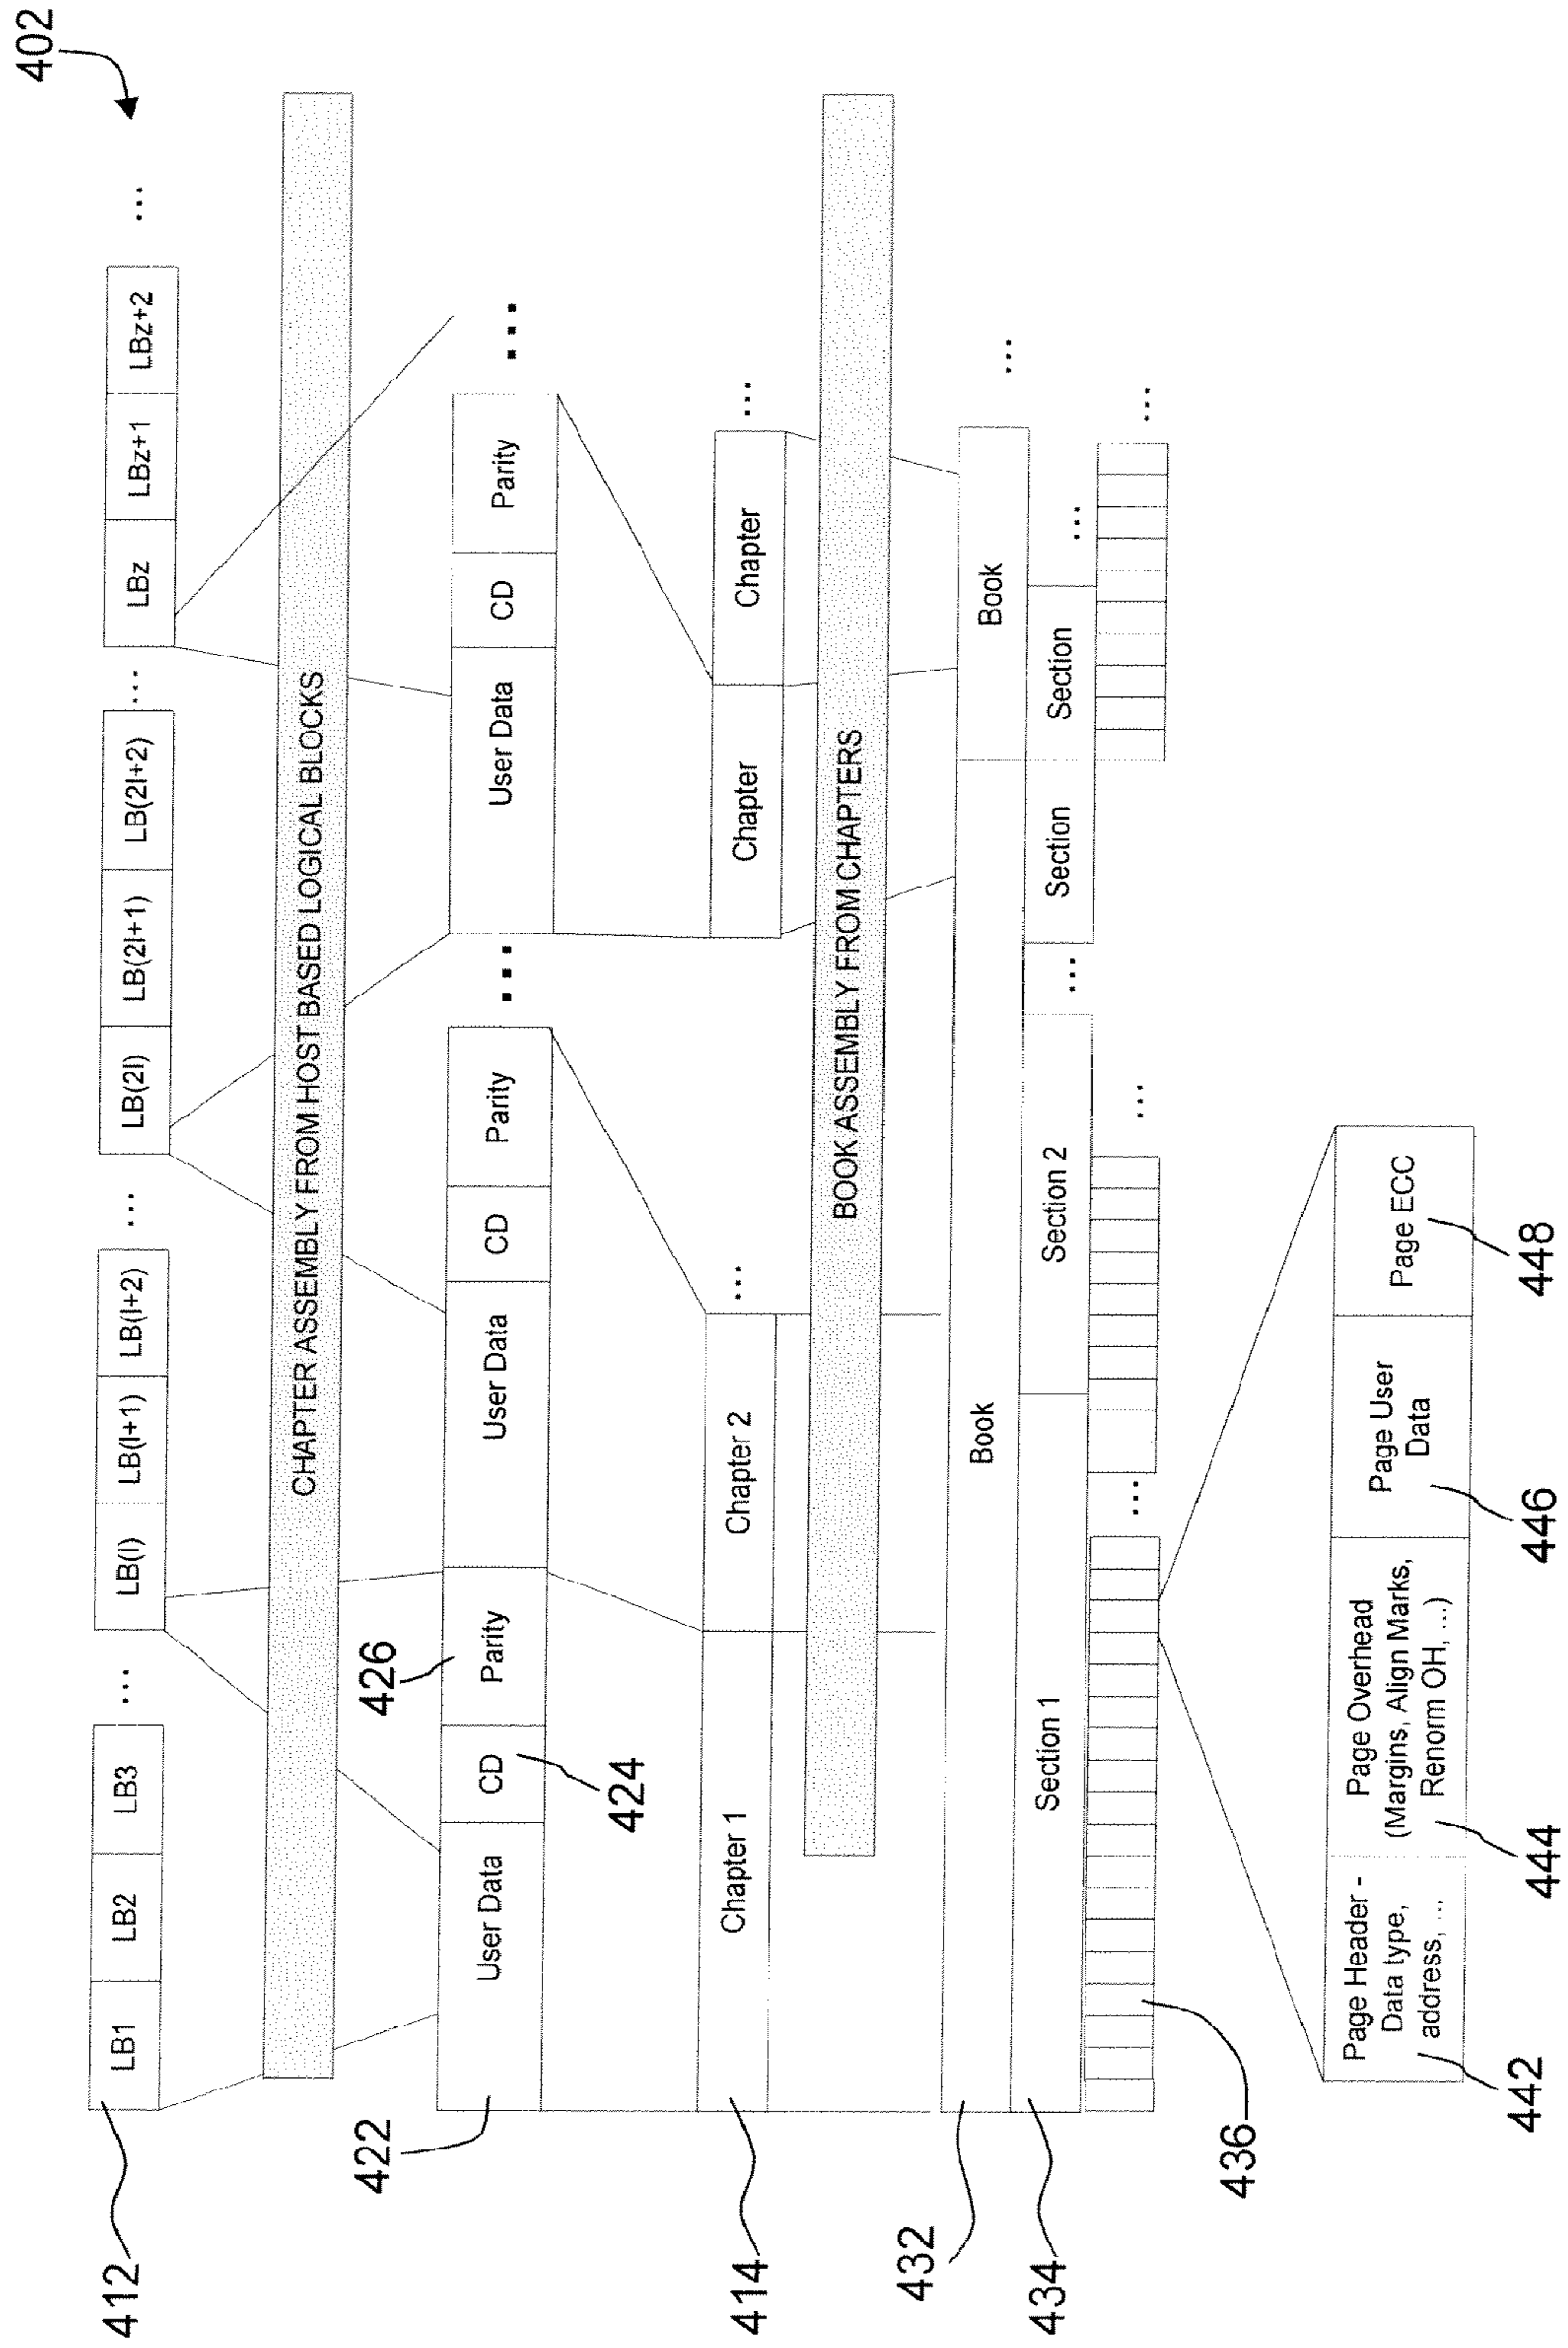 402
412
LB1 LB2 LB3 ... LB(l) LB(l+1) LB(l+2) ... LB(2l) LB(2l+1) LB(2l+2) ... LBz LBz+1 LBz+2 ...
CHAPTER ASSEMBLY FROM HOST BASED LOGICAL BLOCKS
426
422
User Data CD Parity User Data CD Parity ... User Data CD Parity ...
424
414
Chapter 1 Chapter 2 ... Chapter Chapter ...
BOOK ASSEMBLY FROM CHAPTERS
432
Book Book ...
434
Section 1 Section 2 ... Section Section ...
436
... ... ...
Page Header -
Data type,
address, ...
Page Overhead
(Margins, Align Marks,
Renorm OH, ...)
Page User
Data
Page ECC
442
444
446
448